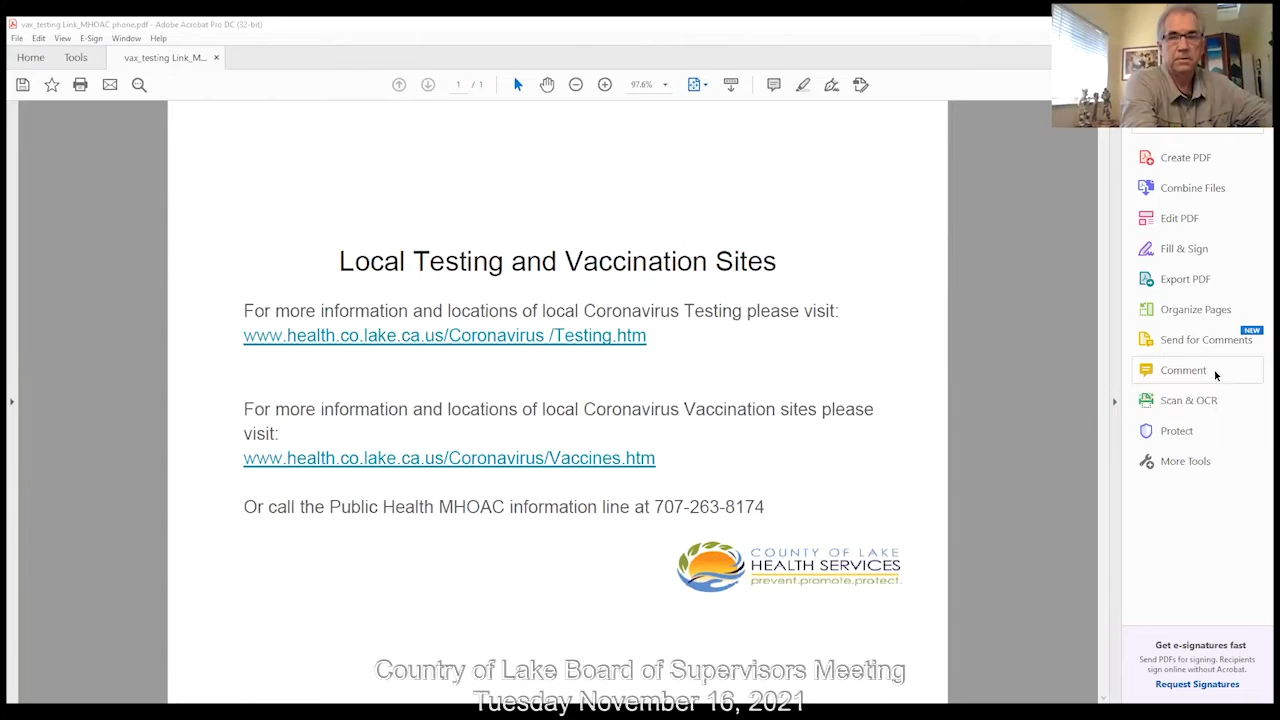 vax_testing Link_MHOAC phone.pdf - Adobe Acrobat Pro DC (32-bit)
File Edit View E-Sign Window Help
Home Tools vax_testing Link_M... ×
1 / 1 97.6%
Create PDF
Combine Files
Edit PDF
Fill & Sign
Export PDF
Organize Pages
NEW
Send for Comments
Comment
Scan & OCR
Protect
More Tools
Local Testing and Vaccination Sites
For more information and locations of local Coronavirus Testing please visit:
www.health.co.lake.ca.us/Coronavirus /Testing.htm
For more information and locations of local Coronavirus Vaccination sites please
visit:
www.health.co.lake.ca.us/Coronavirus/Vaccines.htm
Or call the Public Health MHOAC information line at 707-263-8174
COUNTY OF LAKE
HEALTH SERVICES
prevent.promote.protect.
Get e-signatures fast
Send PDFs for signing. Recipients
sign online without Acrobat.
Request Signatures
Country of Lake Board of Supervisors Meeting
Tuesday November 16, 2021